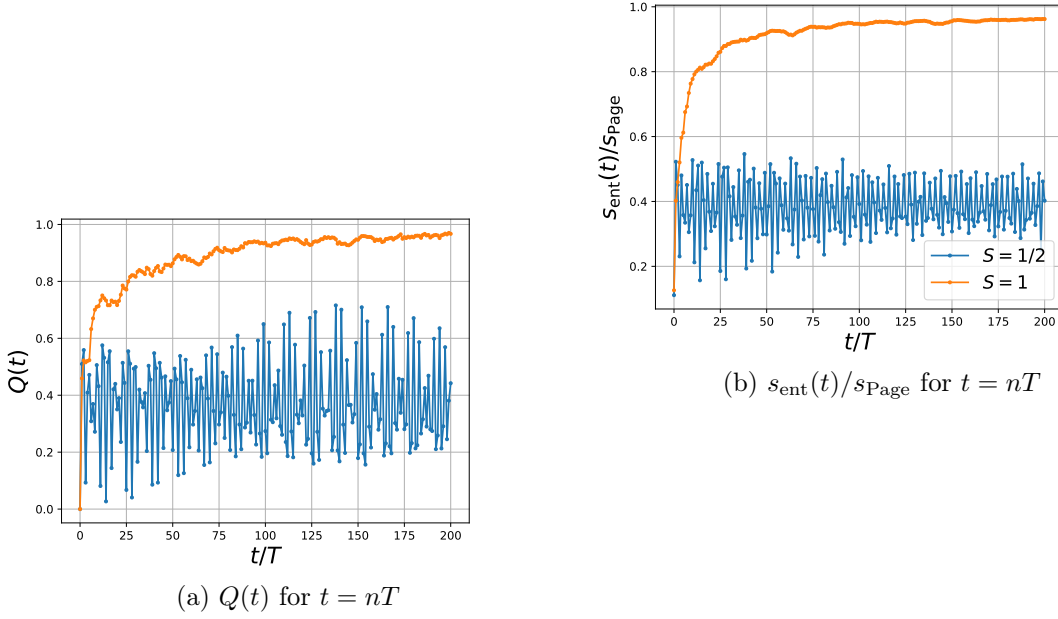 1.0
0.8
0.6
0.4
0.2
0.0
Q(t)
0 25 50 75 100 125 150 175 200
t/T
(a) Q(t) for t = nT
1.0
0.8
0.6
0.4
0.2
s_ent(t)/s_Page
S = 1/2
S = 1
0 25 50 75 100 125 150 175 200
t/T
(b) s_ent(t)/s_Page for t = nT